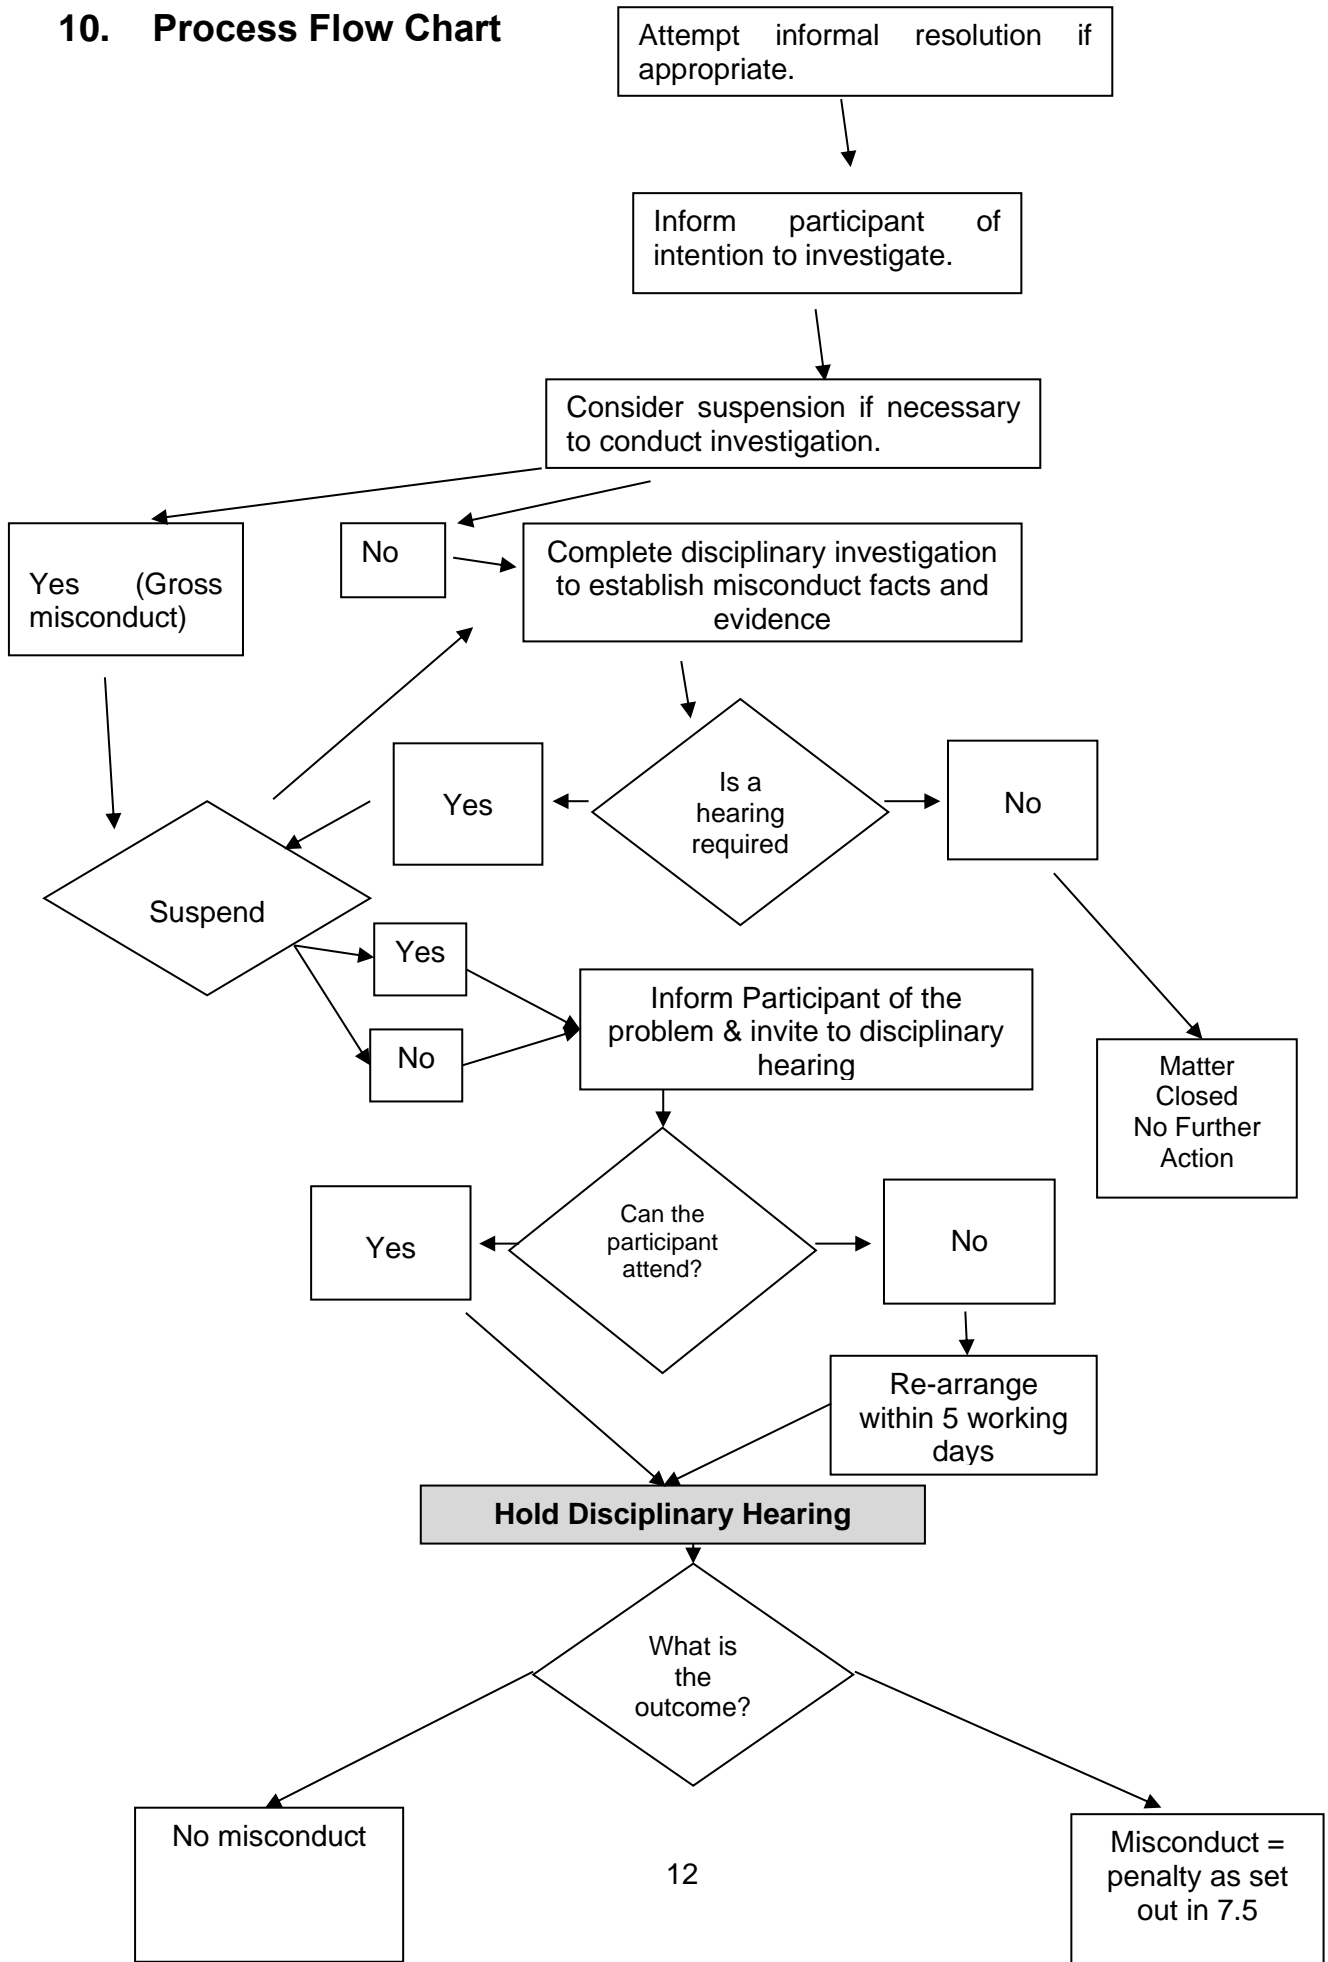 10. Process Flow Chart
Attempt informal resolution if
appropriate.
Inform participant of
intention to investigate.
Consider suspension if necessary
to conduct investigation.
Yes (Gross
misconduct)
No
Complete disciplinary investigation
to establish misconduct facts and
evidence
Yes
Is a
hearing
required
No
Suspend
Yes
No
Inform Participant of the
problem & invite to disciplinary
hearing
Matter
Closed
No Further
Action
Yes
Can the
participant
attend?
No
Re-arrange
within 5 working
days
Hold Disciplinary Hearing
What is
the
outcome?
No misconduct
Misconduct =
penalty as set
out in 7.5
12